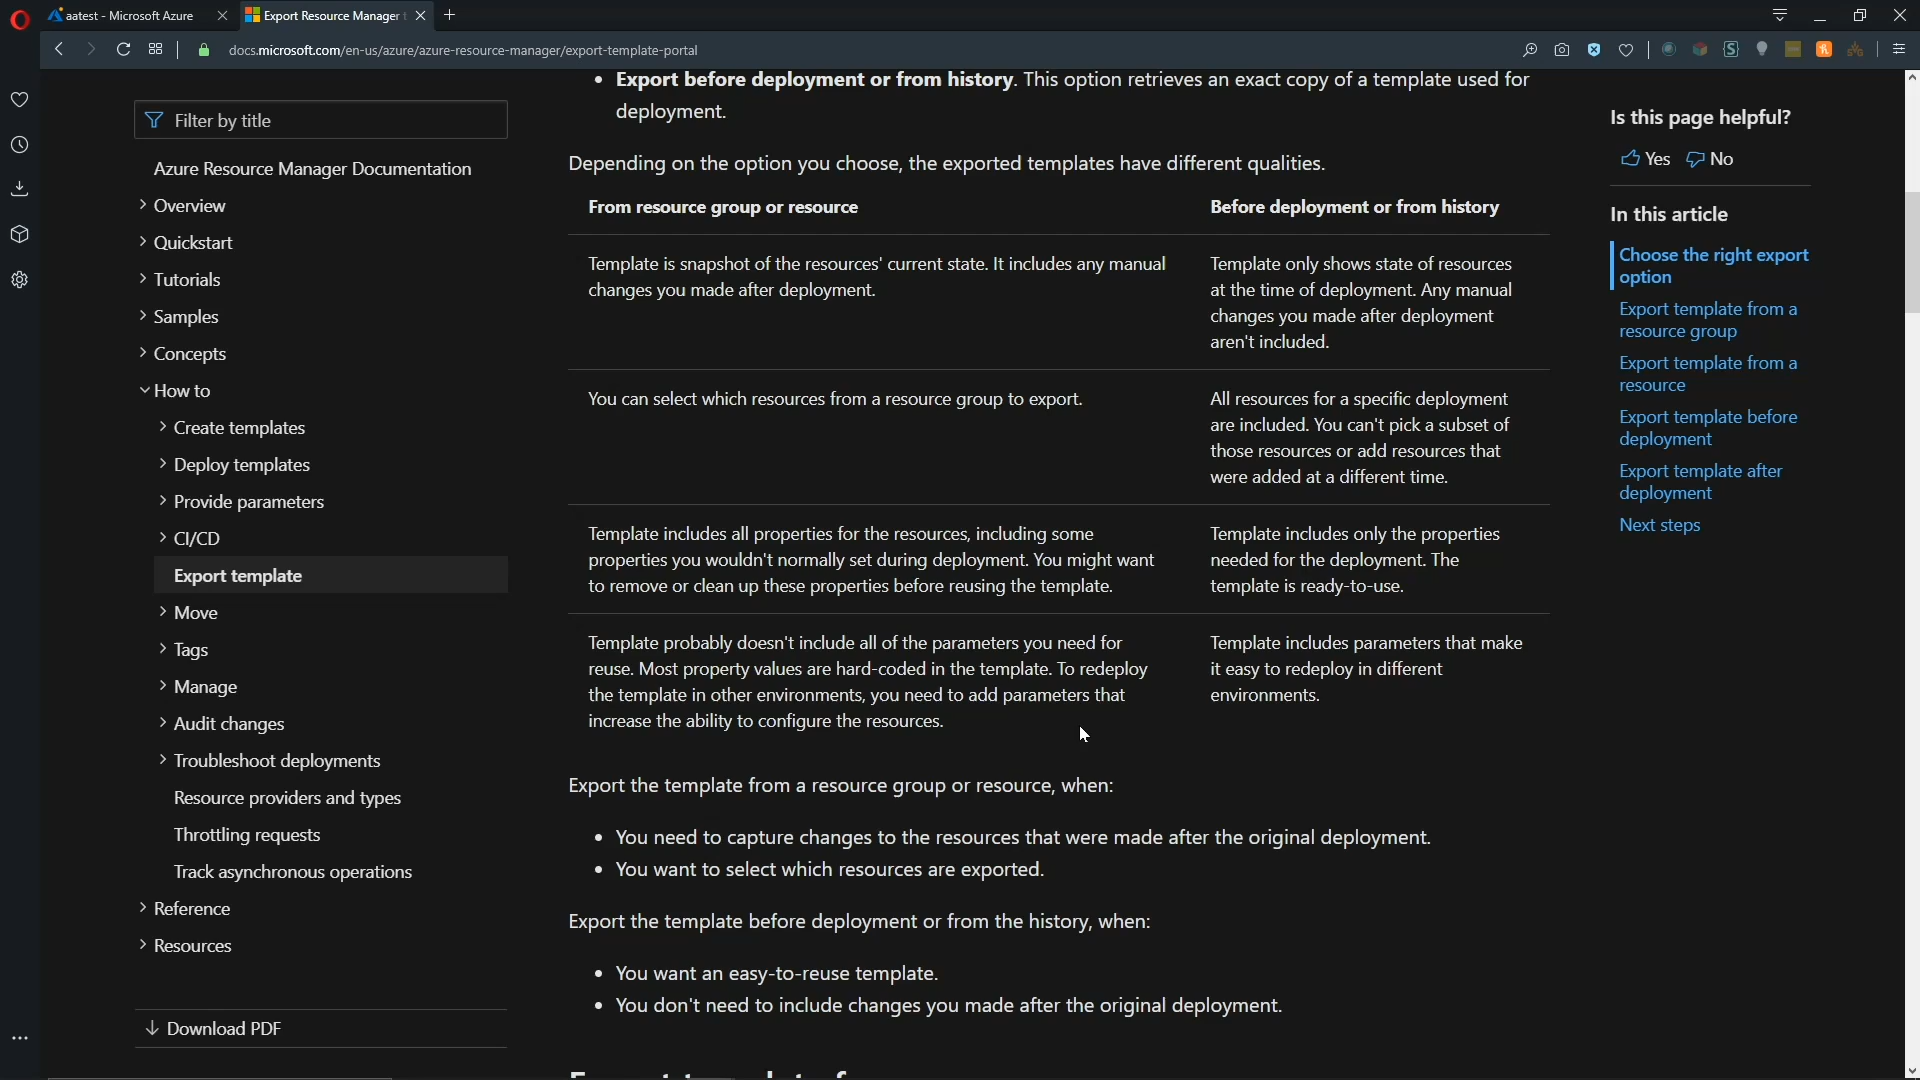 aatest - Microsoft Azure
Export Resource Manager
docs.microsoft.com/en-us/azure/azure-resource-manager/export-template-portal
Filter by title
Azure Resource Manager Documentation
Overview
Quickstart
Tutorials
Samples
Concepts
How to
Create templates
Deploy templates
Provide parameters
CI/CD
Export template
Move
Tags
Manage
Audit changes
Troubleshoot deployments
Resource providers and types
Throttling requests
Track asynchronous operations
Reference
Resources
Download PDF
• Export before deployment or from history. This option retrieves an exact copy of a template used for
deployment.
Depending on the option you choose, the exported templates have different qualities.
From resource group or resource
Before deployment or from history
Template is snapshot of the resources' current state. It includes any manual
changes you made after deployment.
Template only shows state of resources
at the time of deployment. Any manual
changes you made after deployment
aren't included.
You can select which resources from a resource group to export.
All resources for a specific deployment
are included. You can't pick a subset of
those resources or add resources that
were added at a different time.
Template includes all properties for the resources, including some
properties you wouldn't normally set during deployment. You might want
to remove or clean up these properties before reusing the template.
Template includes only the properties
needed for the deployment. The
template is ready-to-use.
Template probably doesn't include all of the parameters you need for
reuse. Most property values are hard-coded in the template. To redeploy
the template in other environments, you need to add parameters that
increase the ability to configure the resources.
Template includes parameters that make
it easy to redeploy in different
environments.
Export the template from a resource group or resource, when:
• You need to capture changes to the resources that were made after the original deployment.
• You want to select which resources are exported.
Export the template before deployment or from the history, when:
• You want an easy-to-reuse template.
• You don't need to include changes you made after the original deployment.
Is this page helpful?
Yes No
In this article
Choose the right export
option
Export template from a
resource group
Export template from a
resource
Export template before
deployment
Export template after
deployment
Next steps